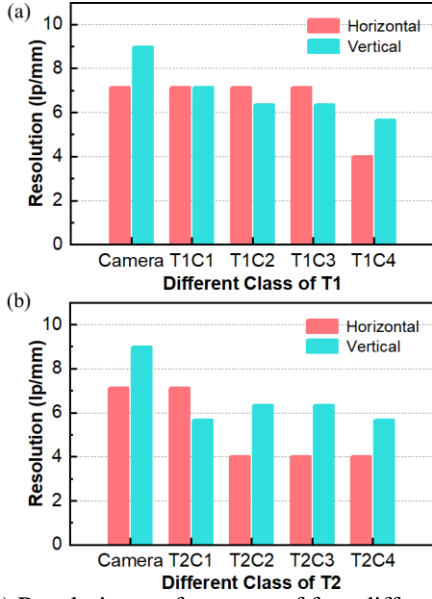 (a)
10
8
6
4
2
0
Resolution (lp/mm)
Horizontal
Vertical
Camera T1C1 T1C2 T1C3 T1C4
Different Class of T1
(b)
10
8
6
4
2
0
Resolution (lp/mm)
Horizontal
Vertical
Camera T2C1 T2C2 T2C3 T2C4
Different Class of T2